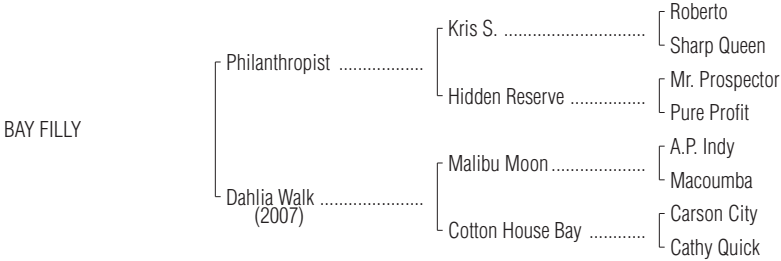 Roberto
Kris S. ..............................
Sharp Queen
Philanthropist ..................
Mr. Prospector
Hidden Reserve ................
Pure Profit
BAY FILLY
A.P. Indy
Malibu Moon....................
Macoumba
Dahlia Walk ......................
(2007)
Carson City
Cotton House Bay ............
Cathy Quick